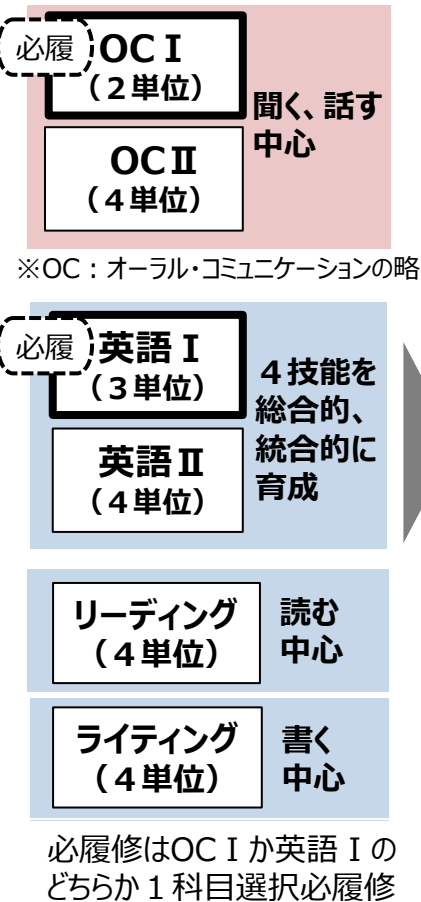 必履
OCⅠ
（２単位）
聞く、話す
中心
OCⅡ
（４単位）
※OC：オーラル・コミュニケーションの略
必履
英語Ⅰ
（３単位）
４技能を
総合的、
統合的に
育成
英語Ⅱ
（４単位）
リーディング
（４単位）
読む
中心
ライティング
（４単位）
書く
中心
必履修はOCⅠか英語Ⅰの
どちらか１科目選択必履修